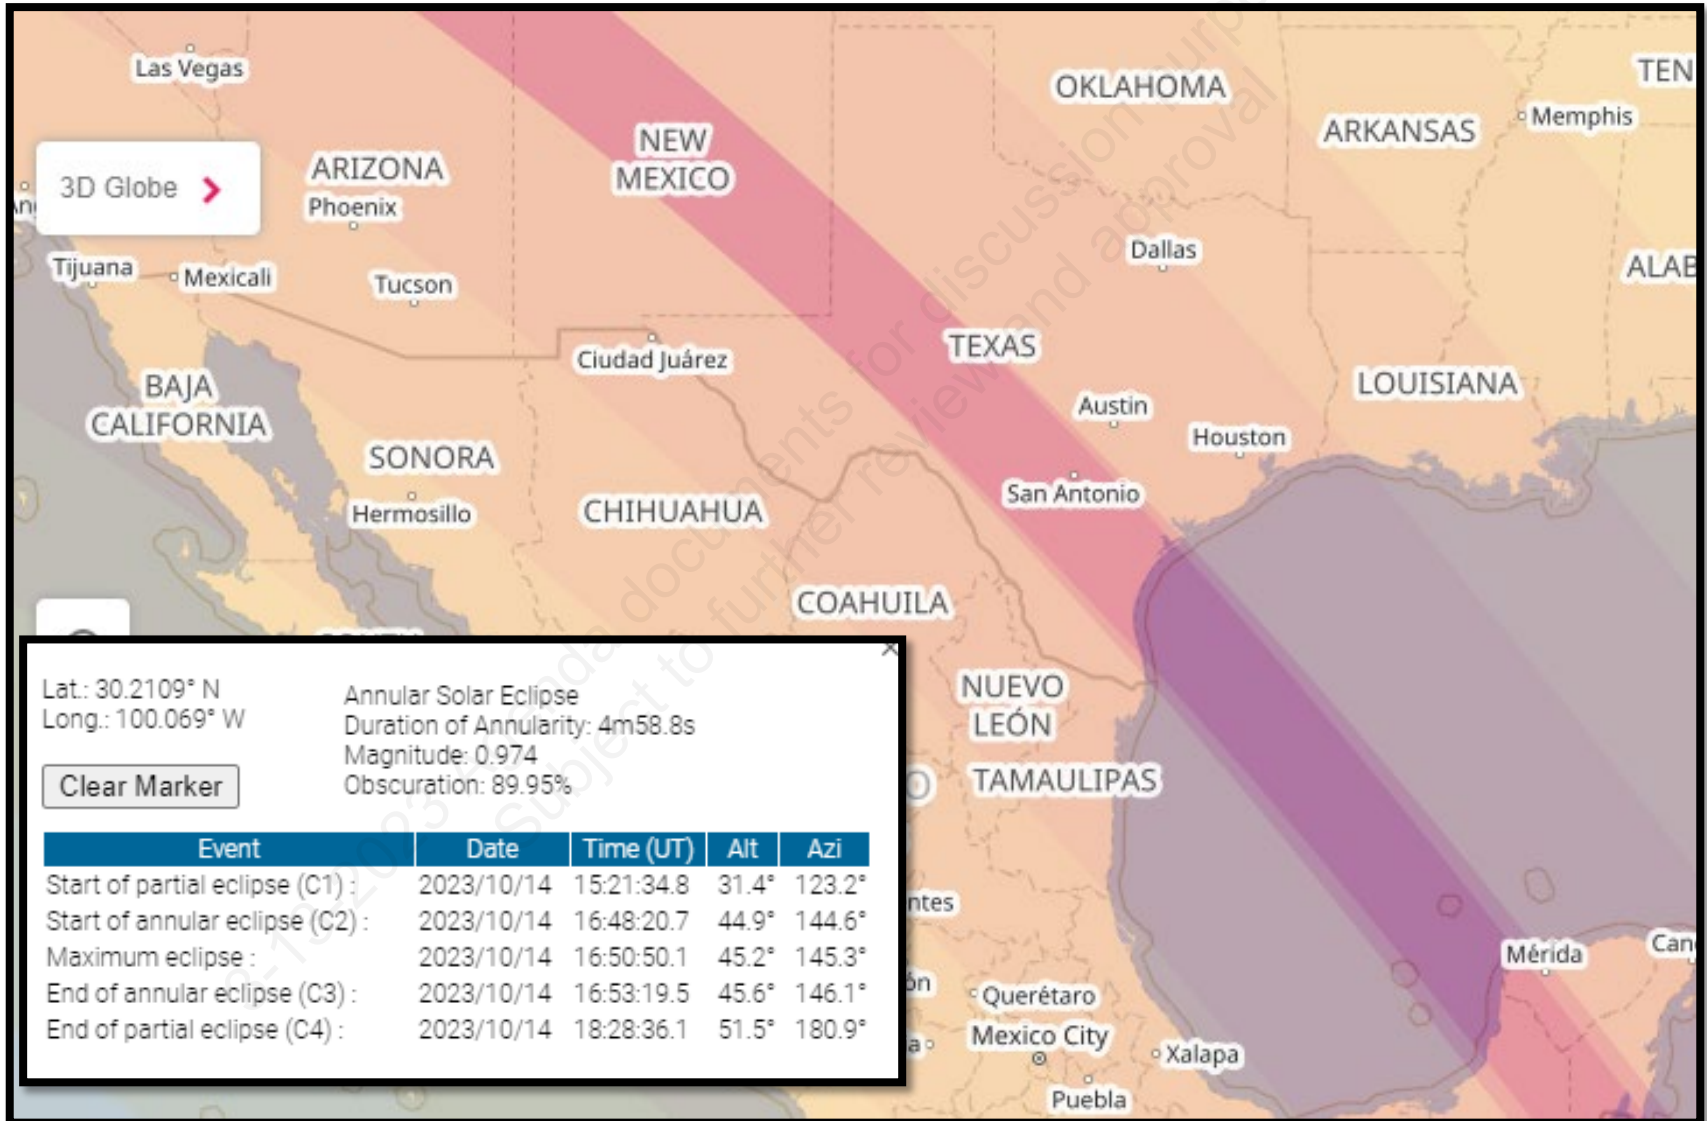 Las Vegas
OKLAHOMA
TEN
Memphis
ARKANSAS
NEW
MEXICO
ARIZONA
3D Globe
Phoenix
Dallas
Tijuana
Mexicali
Tucson
ALAB
TEXAS
Ciudad Juárez
BAJA
CALIFORNIA
LOUISIANA
Austin
Houston
SONORA
San Antonio
Hermosillo
CHIHUAHUA
COAHUILA
NUEVO
LEÓN
TAMAULIPAS
Mérida
Can
Querétaro
Mexico City
Xalapa
Puebla
Lat.: 30.2109° N
Long.: 100.069° W
Clear Marker
Annular Solar Eclipse
Duration of Annularity: 4m58.8s
Magnitude: 0.974
Obscuration: 89.95%
Event Date Time (UT) Alt Azi
Start of partial eclipse (C1) : 2023/10/14 15:21:34.8 31.4° 123.2°
Start of annular eclipse (C2) : 2023/10/14 16:48:20.7 44.9° 144.6°
Maximum eclipse : 2023/10/14 16:50:50.1 45.2° 145.3°
End of annular eclipse (C3) : 2023/10/14 16:53:19.5 45.6° 146.1°
End of partial eclipse (C4) : 2023/10/14 18:28:36.1 51.5° 180.9°